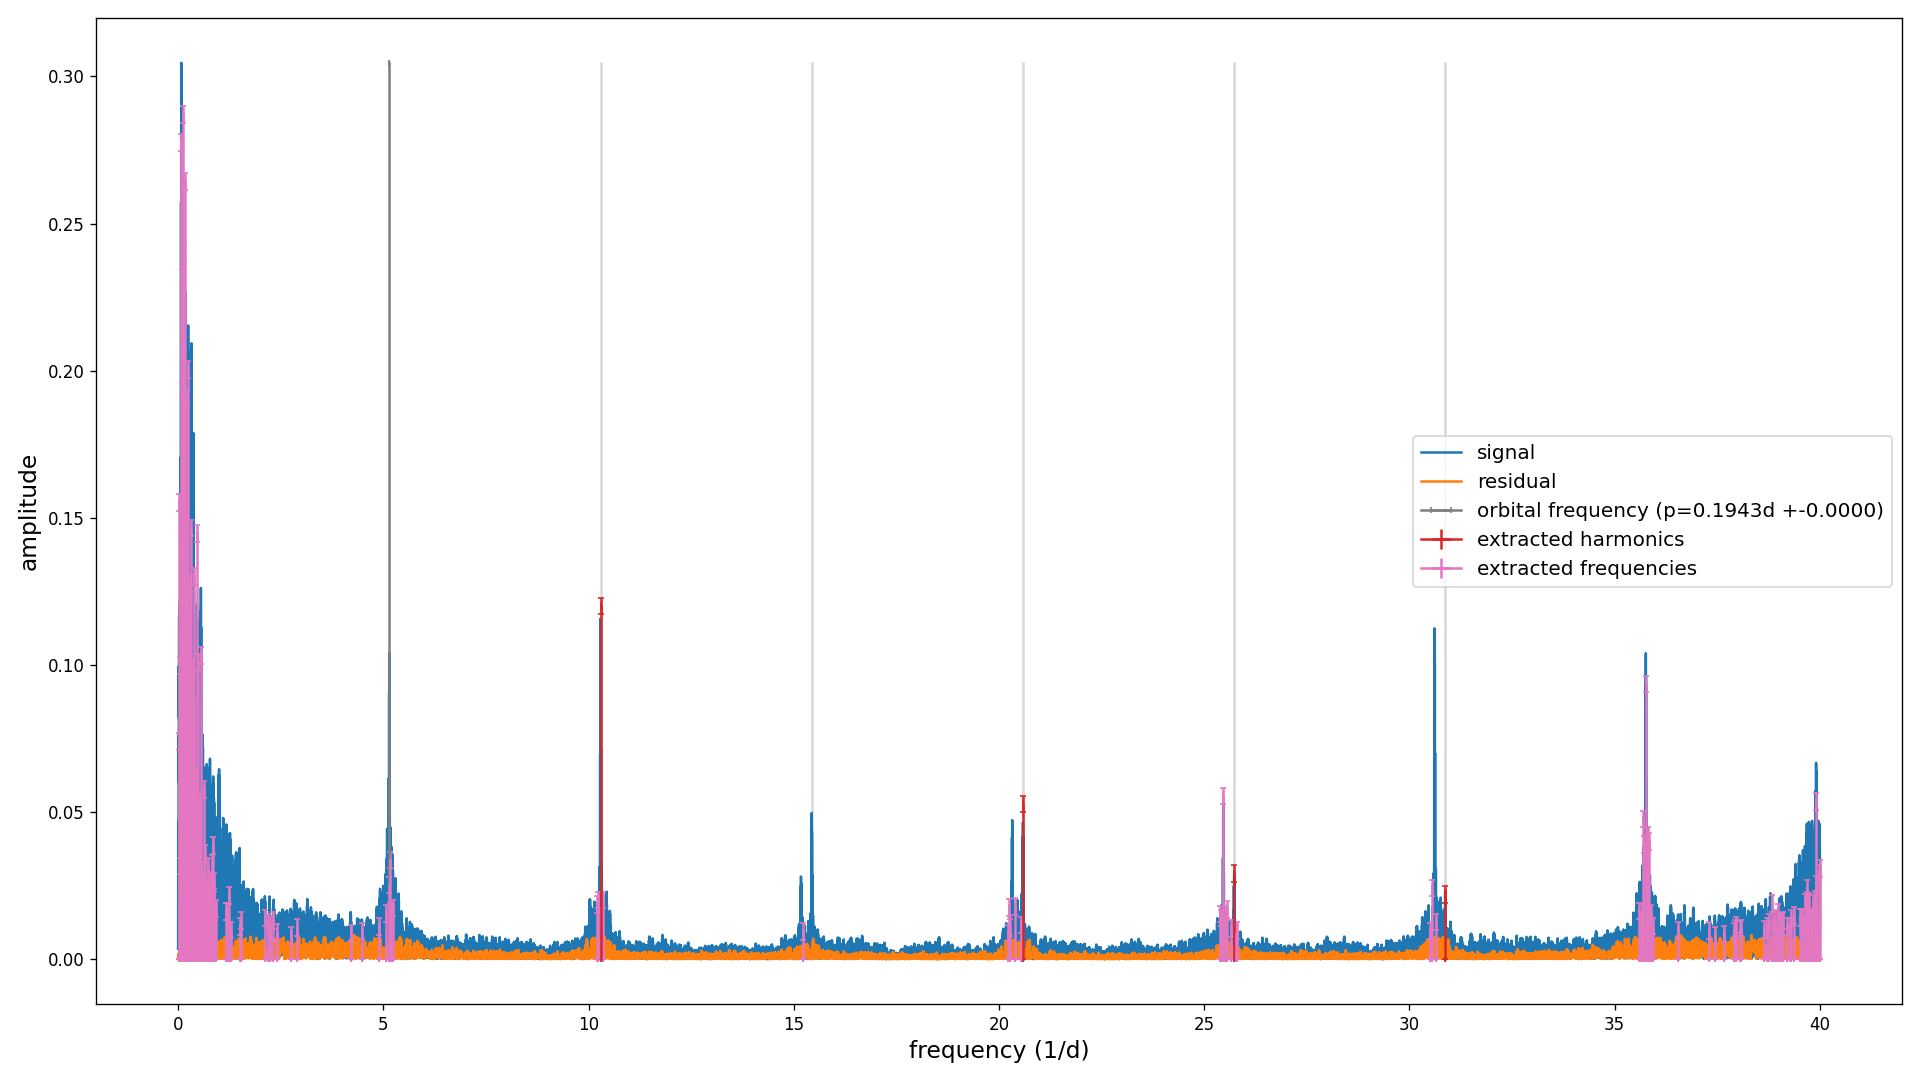 0.30
0.25
0.20
0.15
0.10
0.05
0.00
amplitude
0 5 10 15 20 25 30 35 40
frequency (1/d)
signal
residual
orbital frequency (p=0.1943d +-0.0000)
extracted harmonics
extracted frequencies